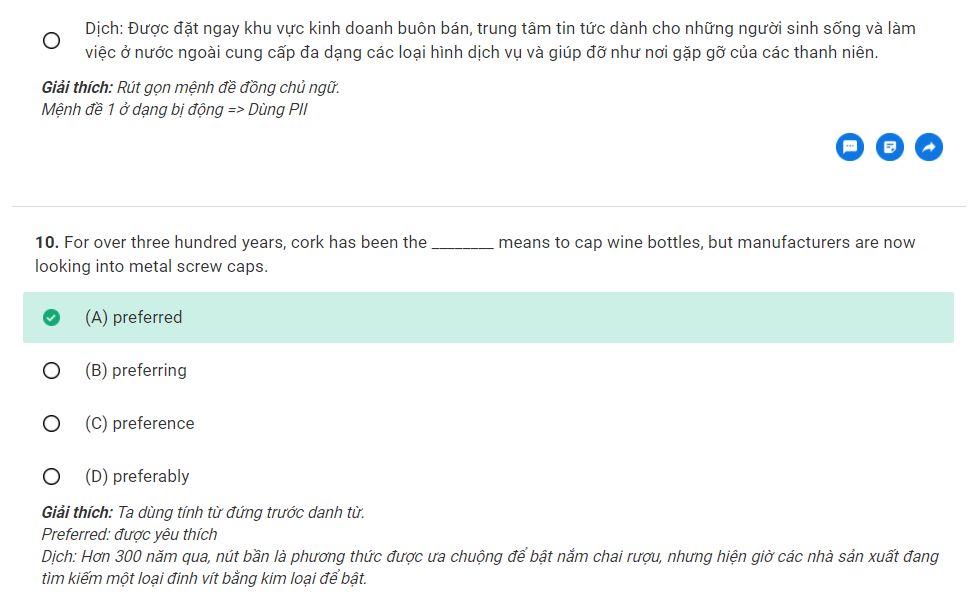 Dịch: Được đặt ngay khu vực kinh doanh buôn bán, trung tâm tin tức dành cho những người sinh sống và làm
việc ở nước ngoài cung cấp đa dạng các loại hình dịch vụ và giúp đỡ như nơi gặp gỡ của các thanh niên.
Giải thích: Rút gọn mệnh đề đồng chủ ngữ.
Mệnh đề 1 ở dạng bị động => Dùng PII
10. For over three hundred years, cork has been the ________ means to cap wine bottles, but manufacturers are now
looking into metal screw caps.
(A) preferred
(B) preferring
(C) preference
(D) preferably
Giải thích: Ta dùng tính từ đứng trước danh từ.
Preferred: được yêu thích
Dịch: Hơn 300 năm qua, nút bần là phương thức được ưa chuộng để bật nắm chai rượu, nhưng hiện giờ các nhà sản xuất đang
tìm kiếm một loại đinh vít bằng kim loại để bật.